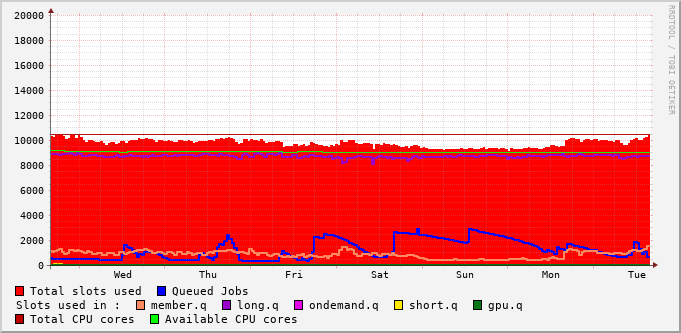 RRDTOOL / TOBI OETIKER
20000
18000
16000
14000
12000
10000
8000
6000
4000
2000
0
Wed Thu Fri Sat Sun Mon Tue
Total slots used Queued Jobs
Slots used in : member.q long.q ondemand.q short.q gpu.q
Total CPU cores Available CPU cores